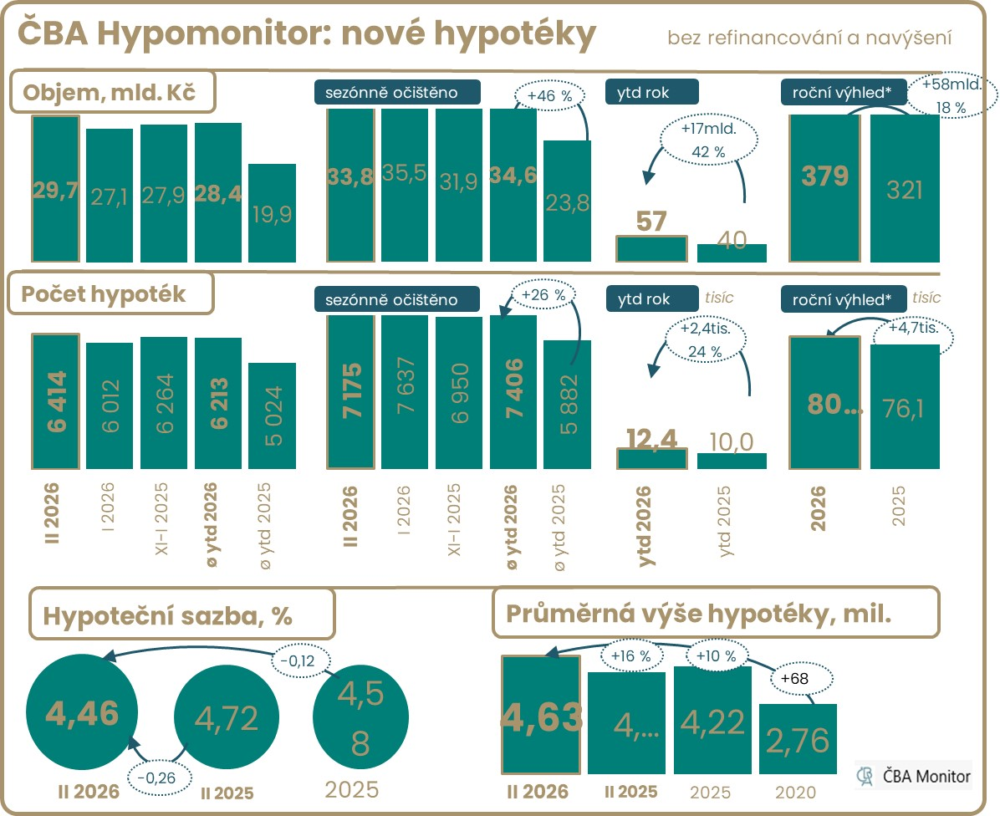 ČBA Hypomonitor: nové hypotéky
bez refinancování a navýšení
Objem, mld. Kč
sezónně očištěno
+46 %
ytd rok
roční výhled*
+58mld.
18 %
+17mld.
42 %
29,7
27,1
27,9
28,4
19,9
33,8
35,5
31,9
34,6
23,8
57
40
379
321
Počet hypoték
sezónně očištěno
+26 %
ytd rok
tisíc
roční výhled*
tisíc
+2,4tis.
24 %
+4,7tis.
6 414
6 012
6 264
6 213
5 024
7 175
7 637
6 950
7 406
5 882
12,4
10,0
80...
76,1
II 2026
I 2026
XI-I 2025
ø ytd 2026
ø ytd 2025
II 2026
I 2026
XI-I 2025
ø ytd 2026
ø ytd 2025
ytd 2026
ytd 2025
2026
2025
Hypoteční sazba, %
-0,12
4,46
4,72
4,5
8
-0,26
II 2026
II 2025
2025
Průměrná výše hypotéky, mil.
+16 %
+10 %
+68
4,63
4,...
4,22
2,76
II 2026
II 2025
2025
2020
ČBA Monitor